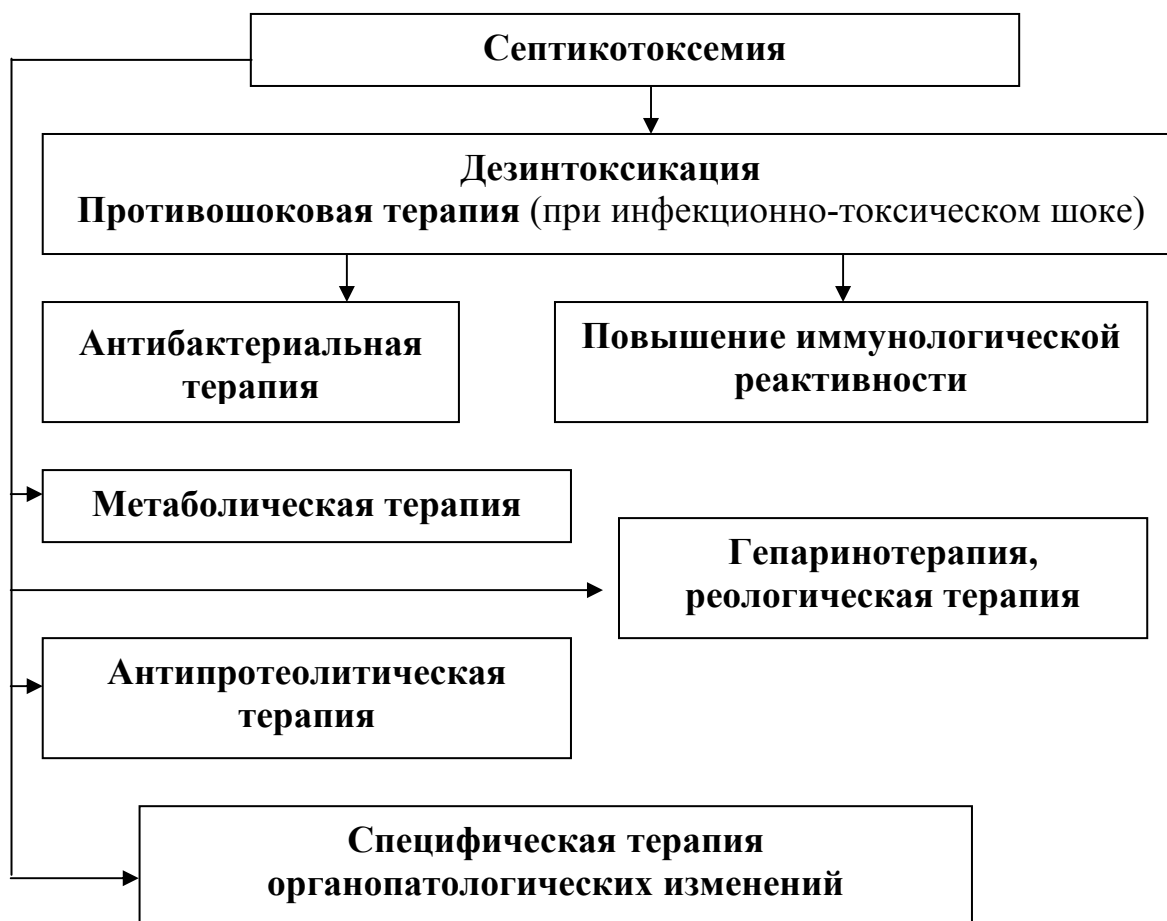 Септикотоксемия
Дезинтоксикация
Противошоковая терапия (при инфекционно-токсическом шоке)
Антибактериальная
терапия
Повышение иммунологической
реактивности
Метаболическая терапия
Гепаринотерапия,
реологическая терапия
Антипротеолитическая
терапия
Специфическая терапия
органопатологических изменений